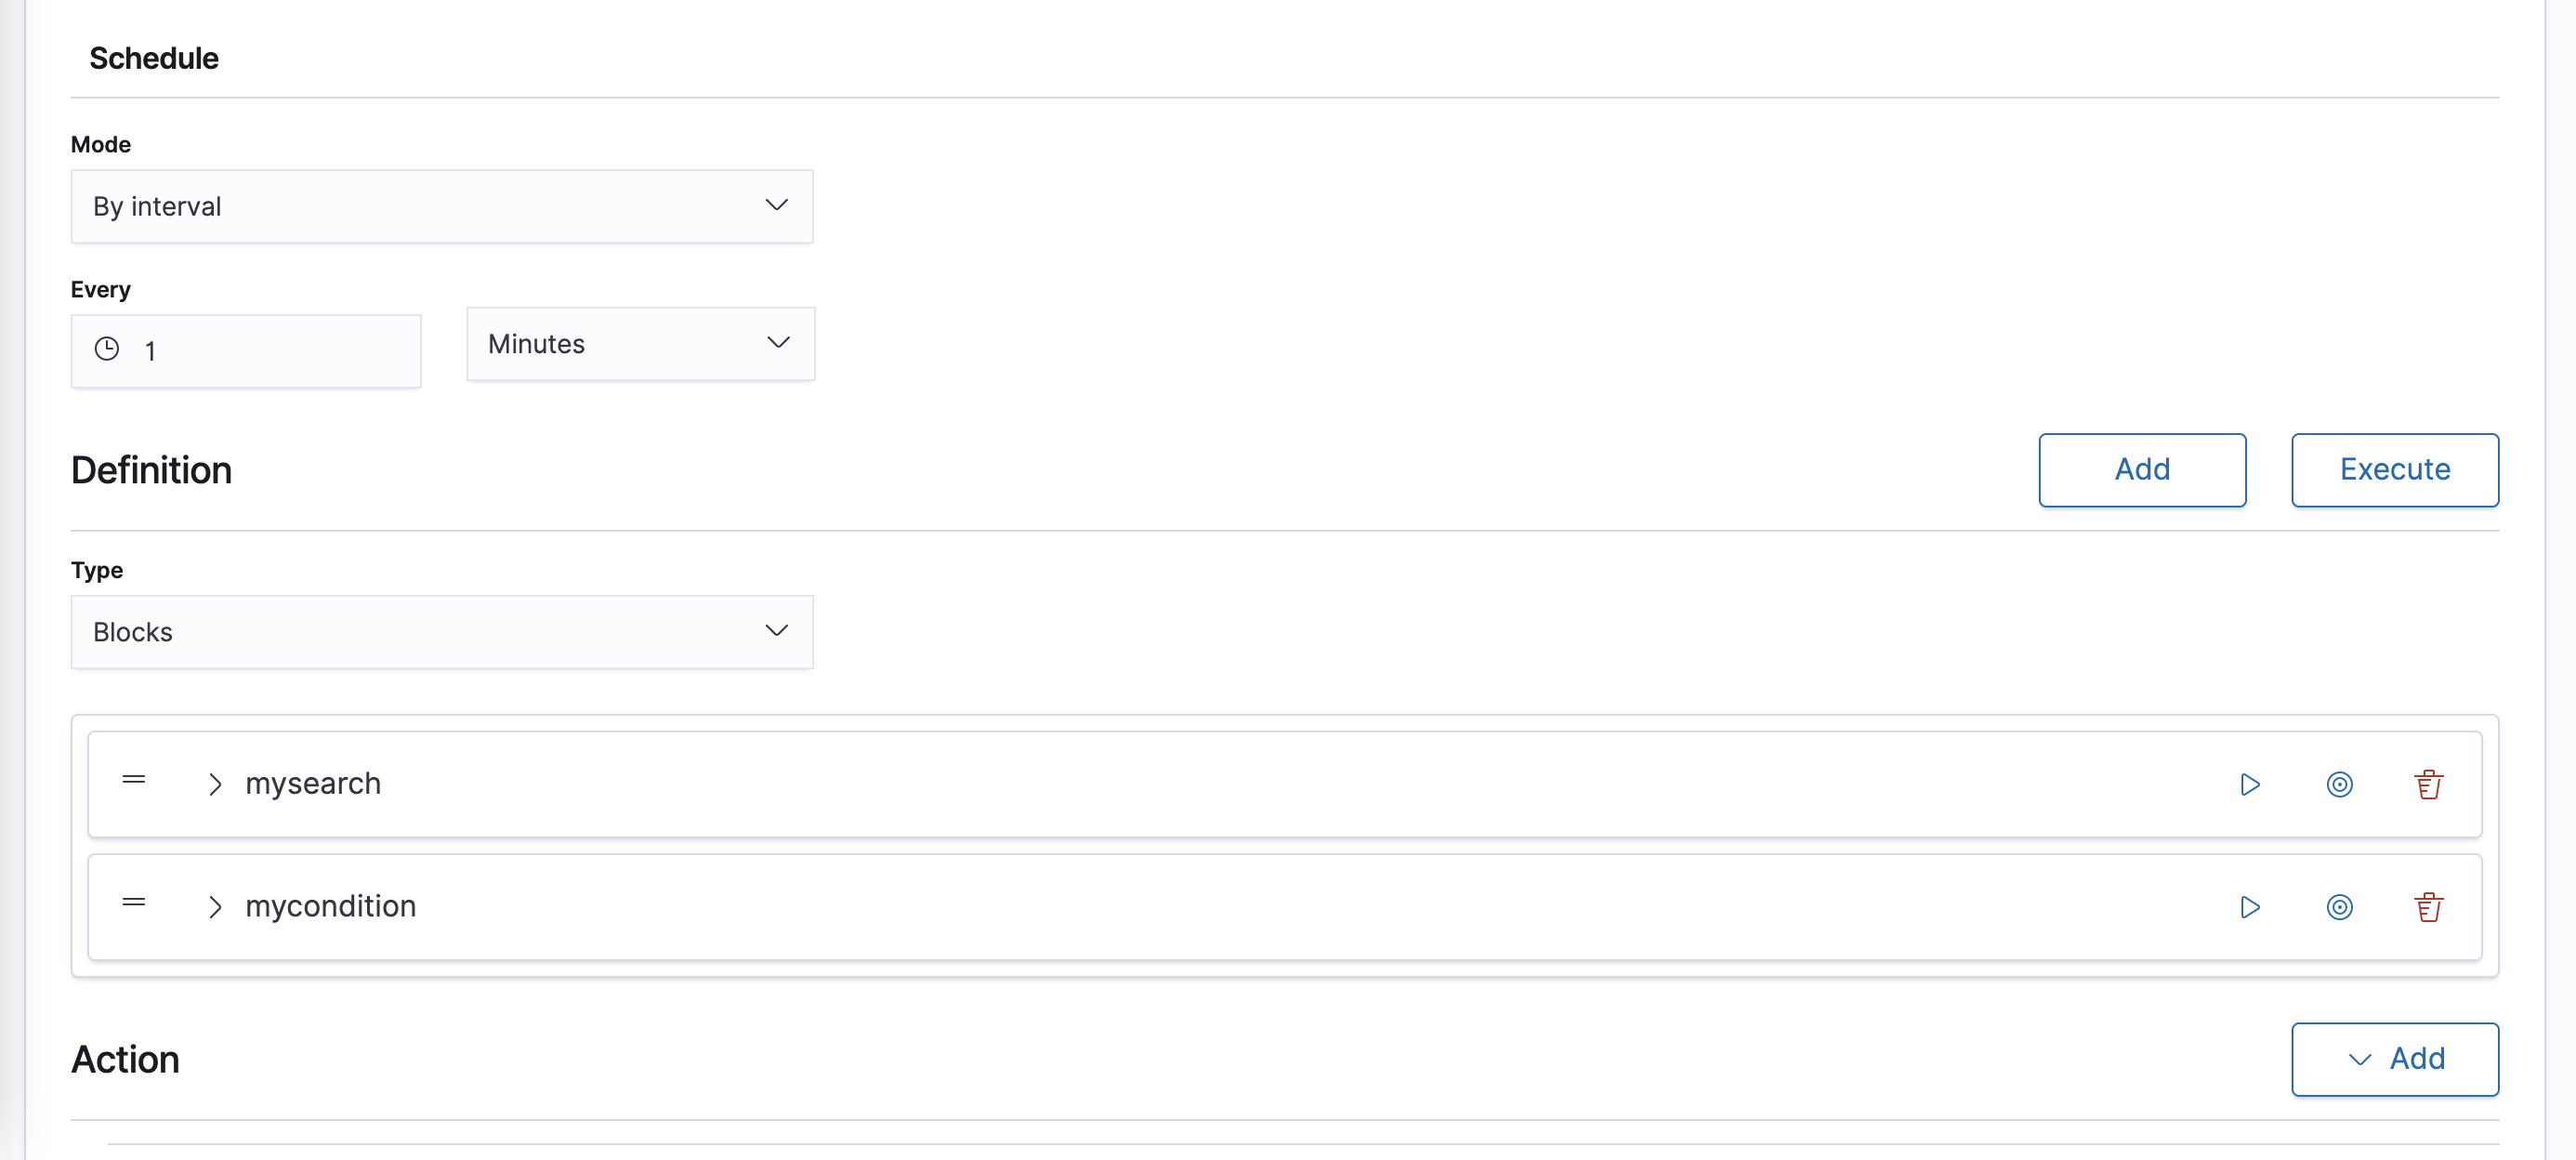 Schedule
Mode
By interval
Every
1
Minutes
Definition
Add
Execute
Type
Blocks
mysearch
mycondition
Action
Add